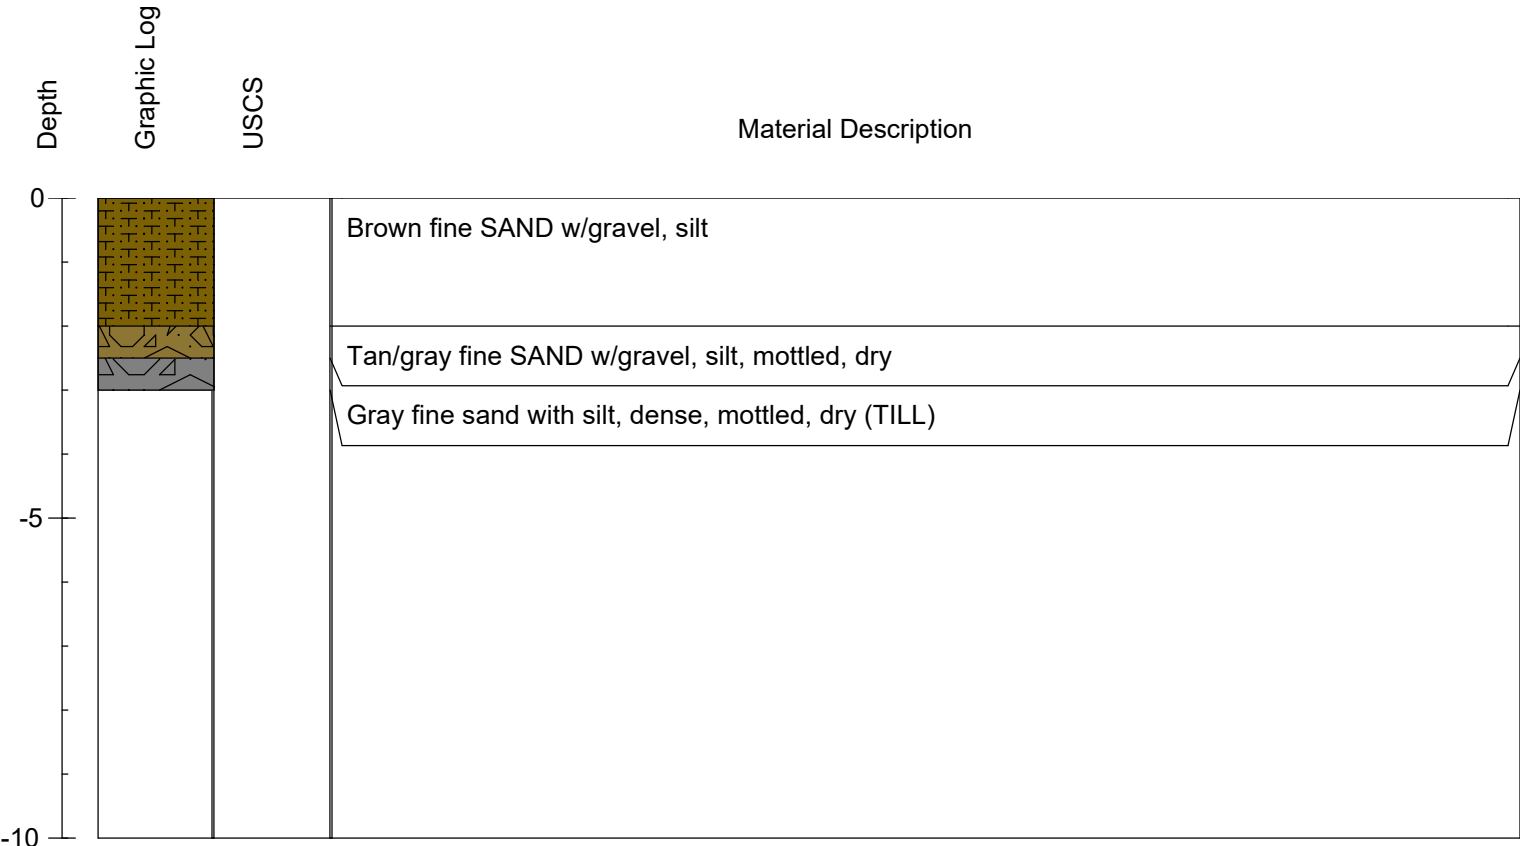 Depth
Graphic Log
USCS
Material Description
0
Brown fine SAND w/gravel, silt
Tan/gray fine SAND w/gravel, silt, mottled, dry
Gray fine sand with silt, dense, mottled, dry (TILL)
-5
-10